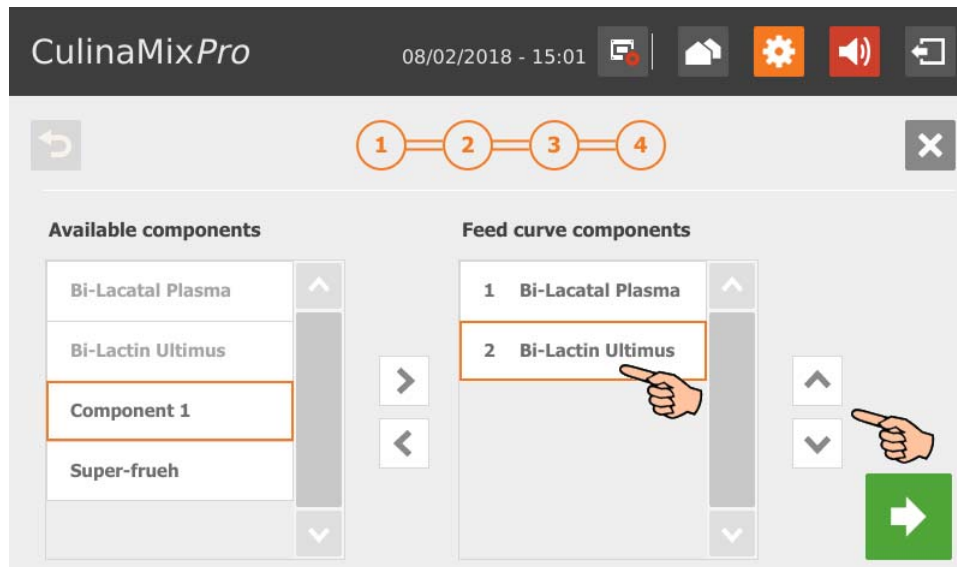 CulinaMixPro
08/02/2018 - 15:01
1 2 3 4
Available components
Bi-Lacatal Plasma
Bi-Lactin Ultimus
Component 1
Super-frueh
Feed curve components
1 Bi-Lacatal Plasma
2 Bi-Lactin Ultimus